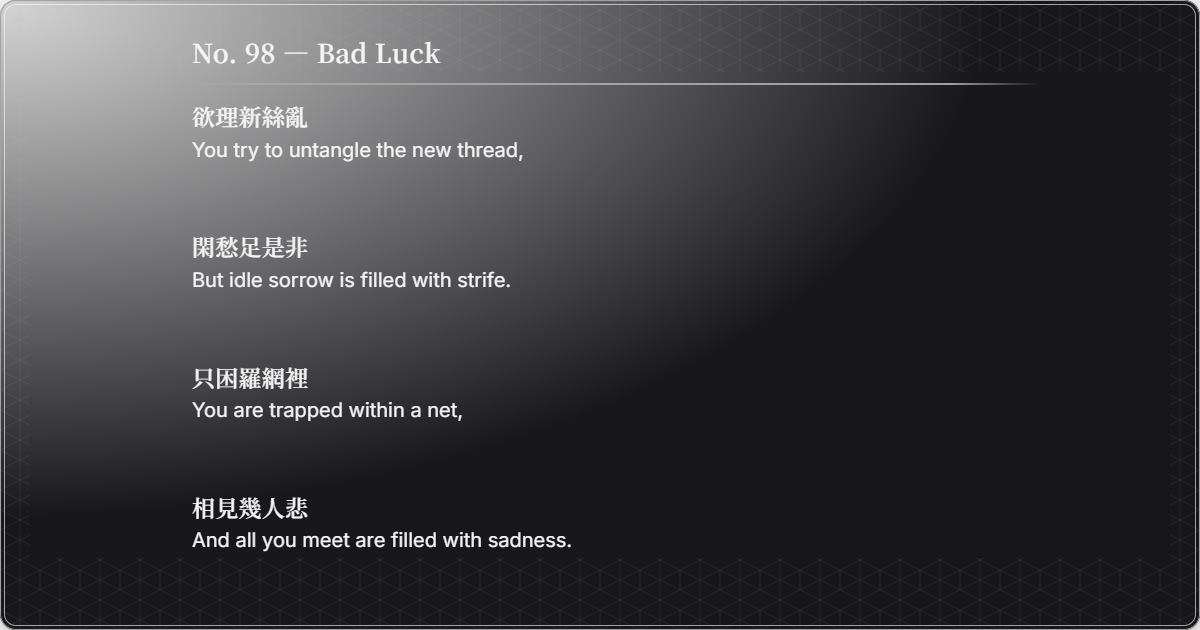 No. 98 — Bad Luck
欲理新絲亂
You try to untangle the new thread,
閑愁足是非
But idle sorrow is filled with strife.
只困羅網裡
You are trapped within a net,
相見幾人悲
And all you meet are filled with sadness.